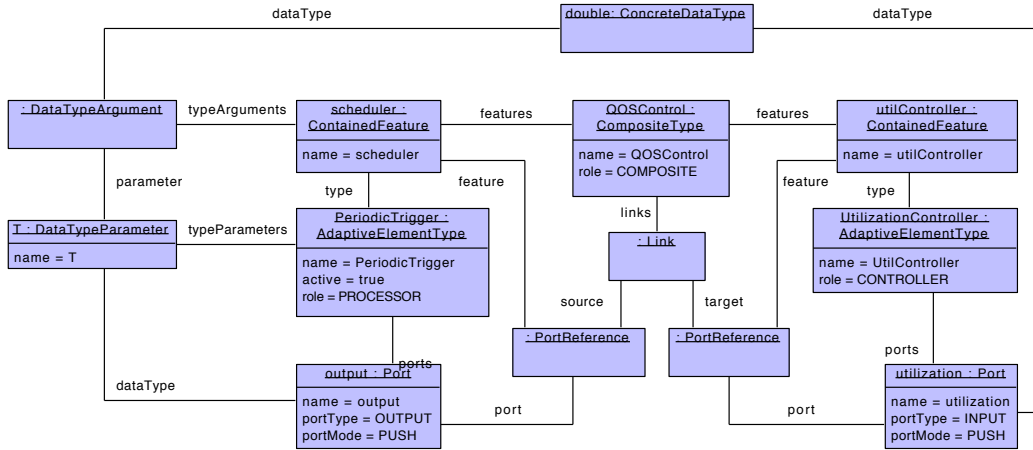 dataType
double: ConcreteDataType
dataType
: DataTypeArgument
typeArguments
scheduler :
ContainedFeature
name = scheduler
features
QOSControl :
CompositeType
name = QOSControl
role = COMPOSITE
features
utilController :
ContainedFeature
name = utilController
parameter
type
feature
links
feature
type
T : DataTypeParameter
name = T
typeParameters
PeriodicTrigger :
AdaptiveElementType
name = PeriodicTrigger
active = true
role = PROCESSOR
: Link
UtilizationController :
AdaptiveElementType
name = UtilController
role = CONTROLLER
source
target
: PortReference
: PortReference
ports
ports
dataType
output : Port
name = output
portType = OUTPUT
portMode = PUSH
port
port
utilization : Port
name = utilization
portType = INPUT
portMode = PUSH